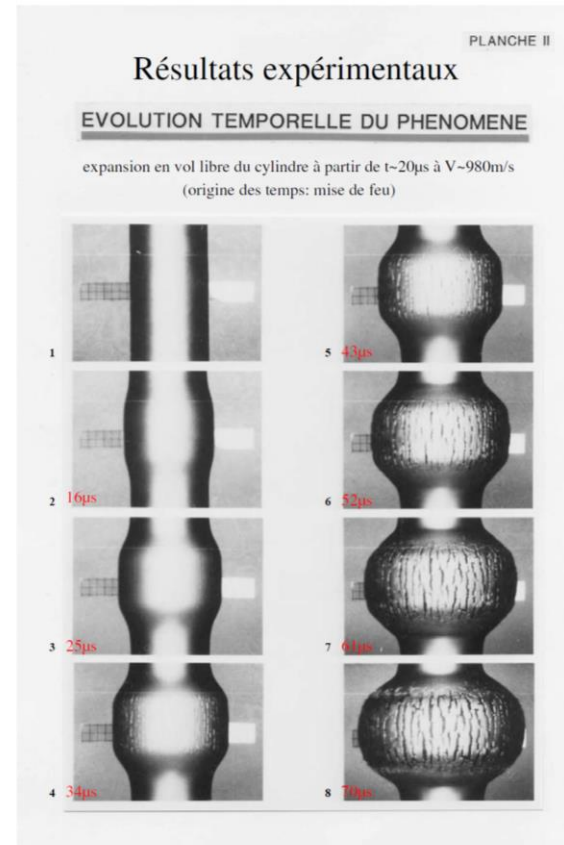 PLANCHE II
Résultats expérimentaux
EVOLUTION TEMPORELLE DU PHENOMENE
expansion en vol libre du cylindre à partir de t~20µs à V~980m/s
(origine des temps: mise de feu)
1
2 16µs
3 25µs
4 34µs
5 43µs
6 52µs
7 61µs
8 70µs